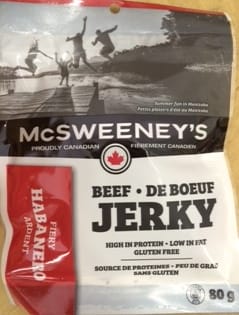 Summer fun in Manitoba
Petits plaisirs d'été au Manitoba
McSWEENEY'S
PROUDLY CANADIAN FIÈREMENT CANADIEN
BEEF • DE BOEUF
JERKY
FIERY
HABANERO
ARDENT
HIGH IN PROTEIN • LOW IN FAT
GLUTEN FREE
SOURCE DE PROTEINES • PEU DE GRAS
SANS GLUTEN
80 g